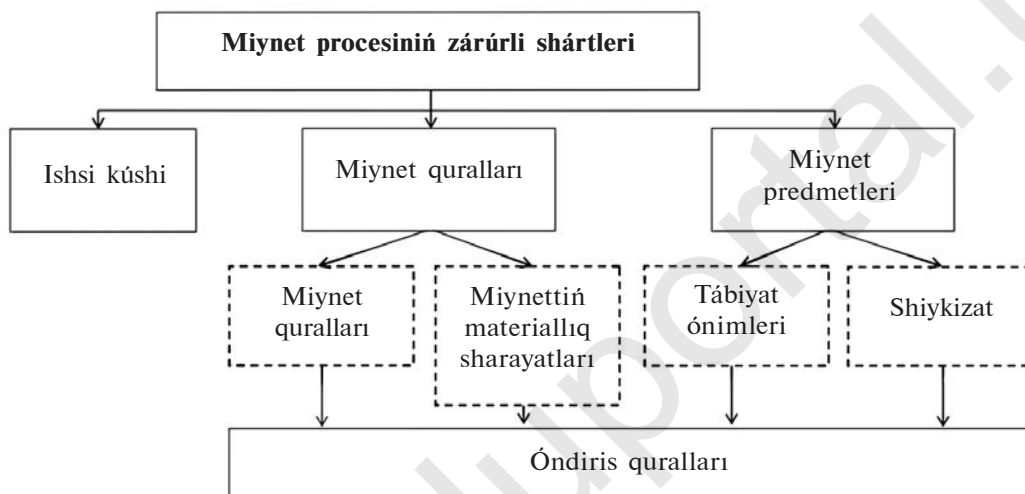 Miynet procesiniń zárúrli shártleri
Ishsi kúshi
Miynet quralları
Miynet
predmetleri
Miynet
quralları
Miynettiń
materiallıq
sharayatları
Tábiyat
ónimleri
Shiykizat
Óndiris quralları
uportal.